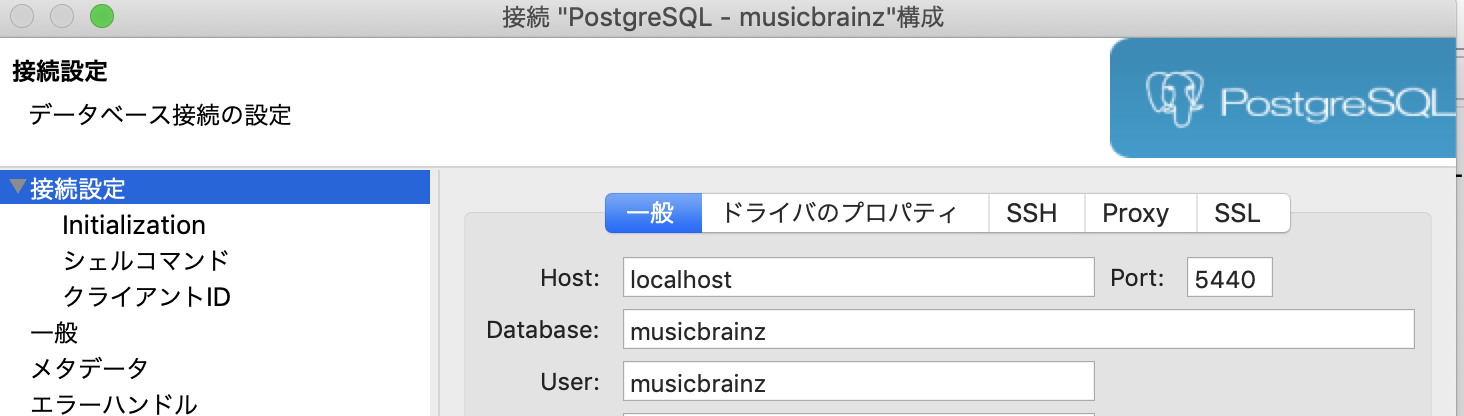 接続 "PostgreSQL - musicbrainz"構成
接続設定
データベース接続の設定
PostgreSQL
接続設定
Initialization
シェルコマンド
クライアントID
一般
メタデータ
エラーハンドル
一般 ドライバのプロパティ SSH Proxy SSL
Host: localhost Port: 5440
Database: musicbrainz
User: musicbrainz